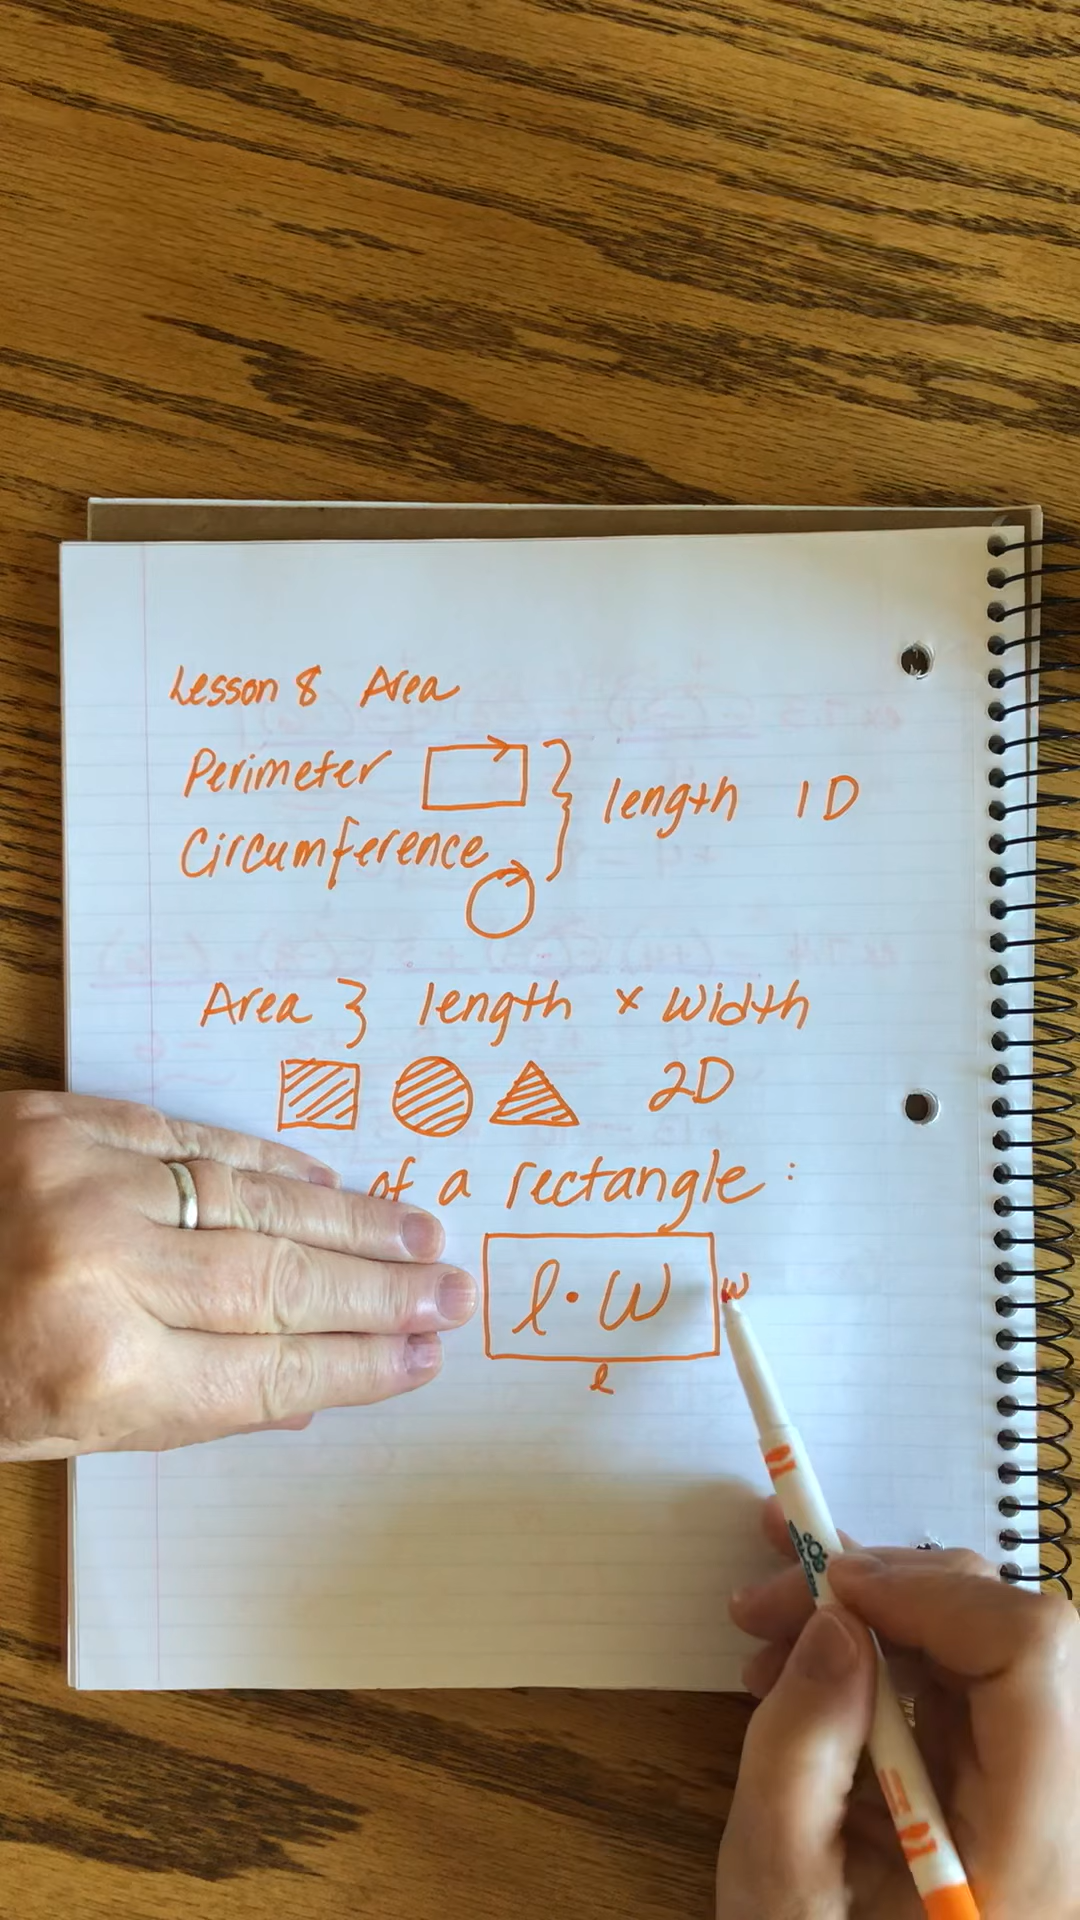 Lesson 8 Area
Perimeter
Circumference
length 1D
Area } length × width
2D
of a rectangle:
l · w
w
l